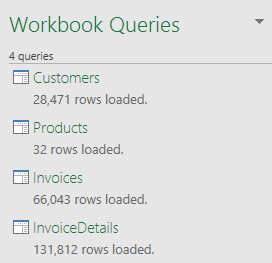 Workbook Queries
4 queries
Customers
28,471 rows loaded.
Products
32 rows loaded.
Invoices
66,043 rows loaded.
InvoiceDetails
131,812 rows loaded.